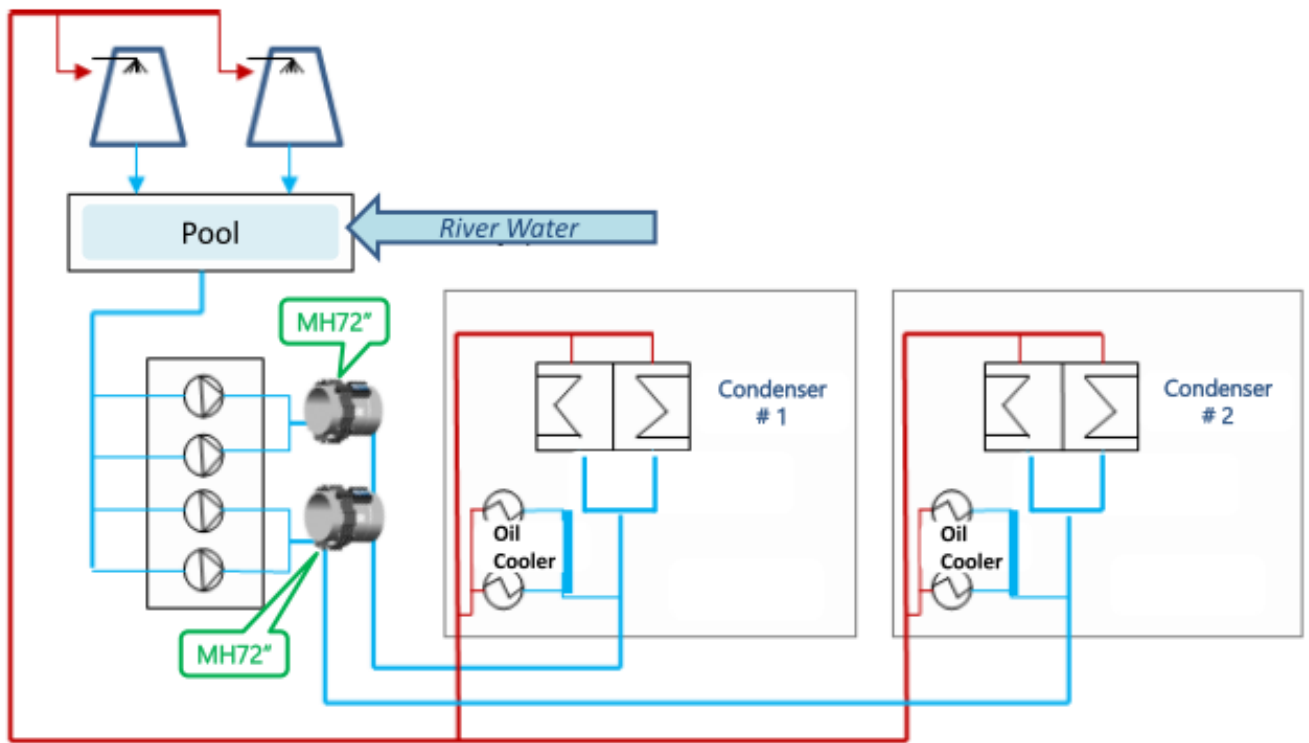 River Water
Pool
MH72″
Condenser
# 1
Condenser
# 2
Oil
Cooler
Oil
Cooler
MH72″